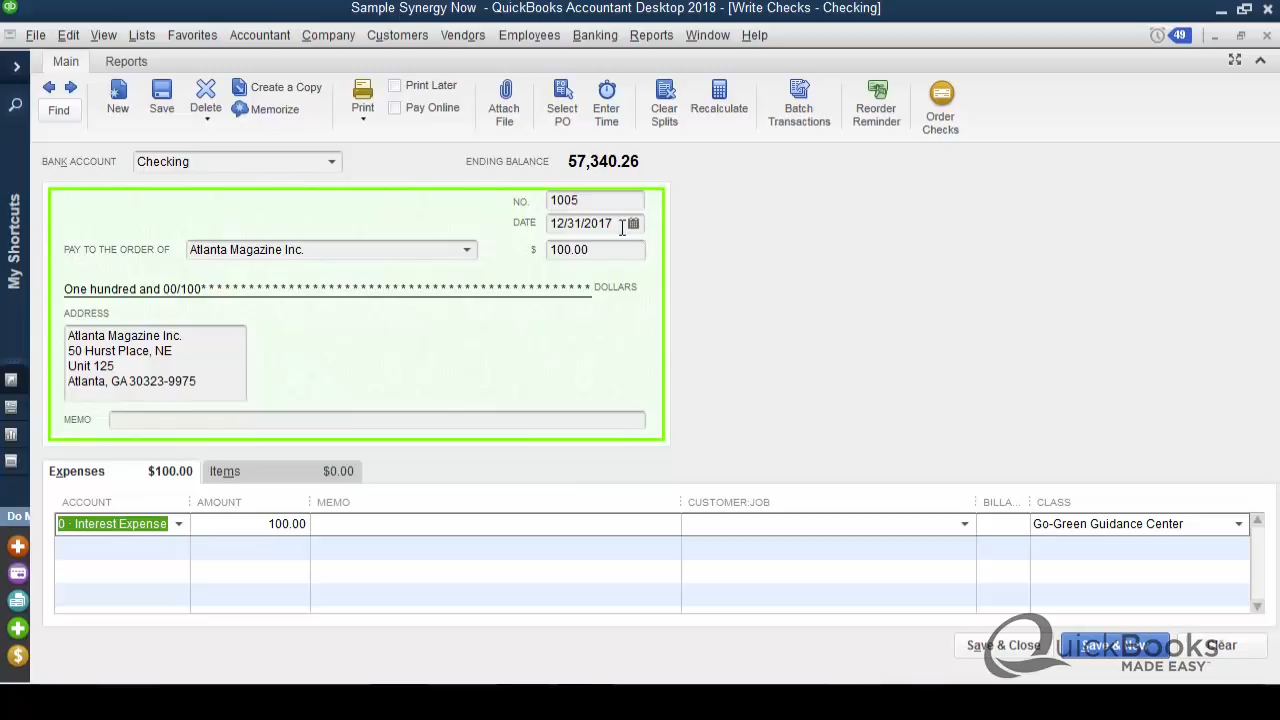 Sample Synergy Now - QuickBooks Accountant Desktop 2018 - [Write Checks - Checking]
File Edit View Lists Favorites Accountant Company Customers Vendors Employees Banking Reports Window Help 49
Main Reports
Find New Save Delete Create a Copy Memorize Print Print Later Pay Online Attach File Select PO Enter Time Clear Splits Recalculate Batch Transactions Reorder Reminder Order Checks
My Shortcuts
BANK ACCOUNT Checking ENDING BALANCE 57,340.26
NO. 1005
DATE 12/31/2017
PAY TO THE ORDER OF Atlanta Magazine Inc. $ 100.00
One hundred and 00/100* * * * * * * * * * * * * * * * * * * * * * * * * * * * * * * * * * * * * * * * * * * * * * * * * DOLLARS
ADDRESS
Atlanta Magazine Inc.
50 Hurst Place, NE
Unit 125
Atlanta, GA 30323-9975
MEMO
Expenses $100.00 Items $0.00
ACCOUNT AMOUNT MEMO CUSTOMER:JOB BILLA... CLASS
0 · Interest Expense 100.00 Go-Green Guidance Center
Do M
Save & Close Save & New Clear
QuickBooks
MADE EASY™